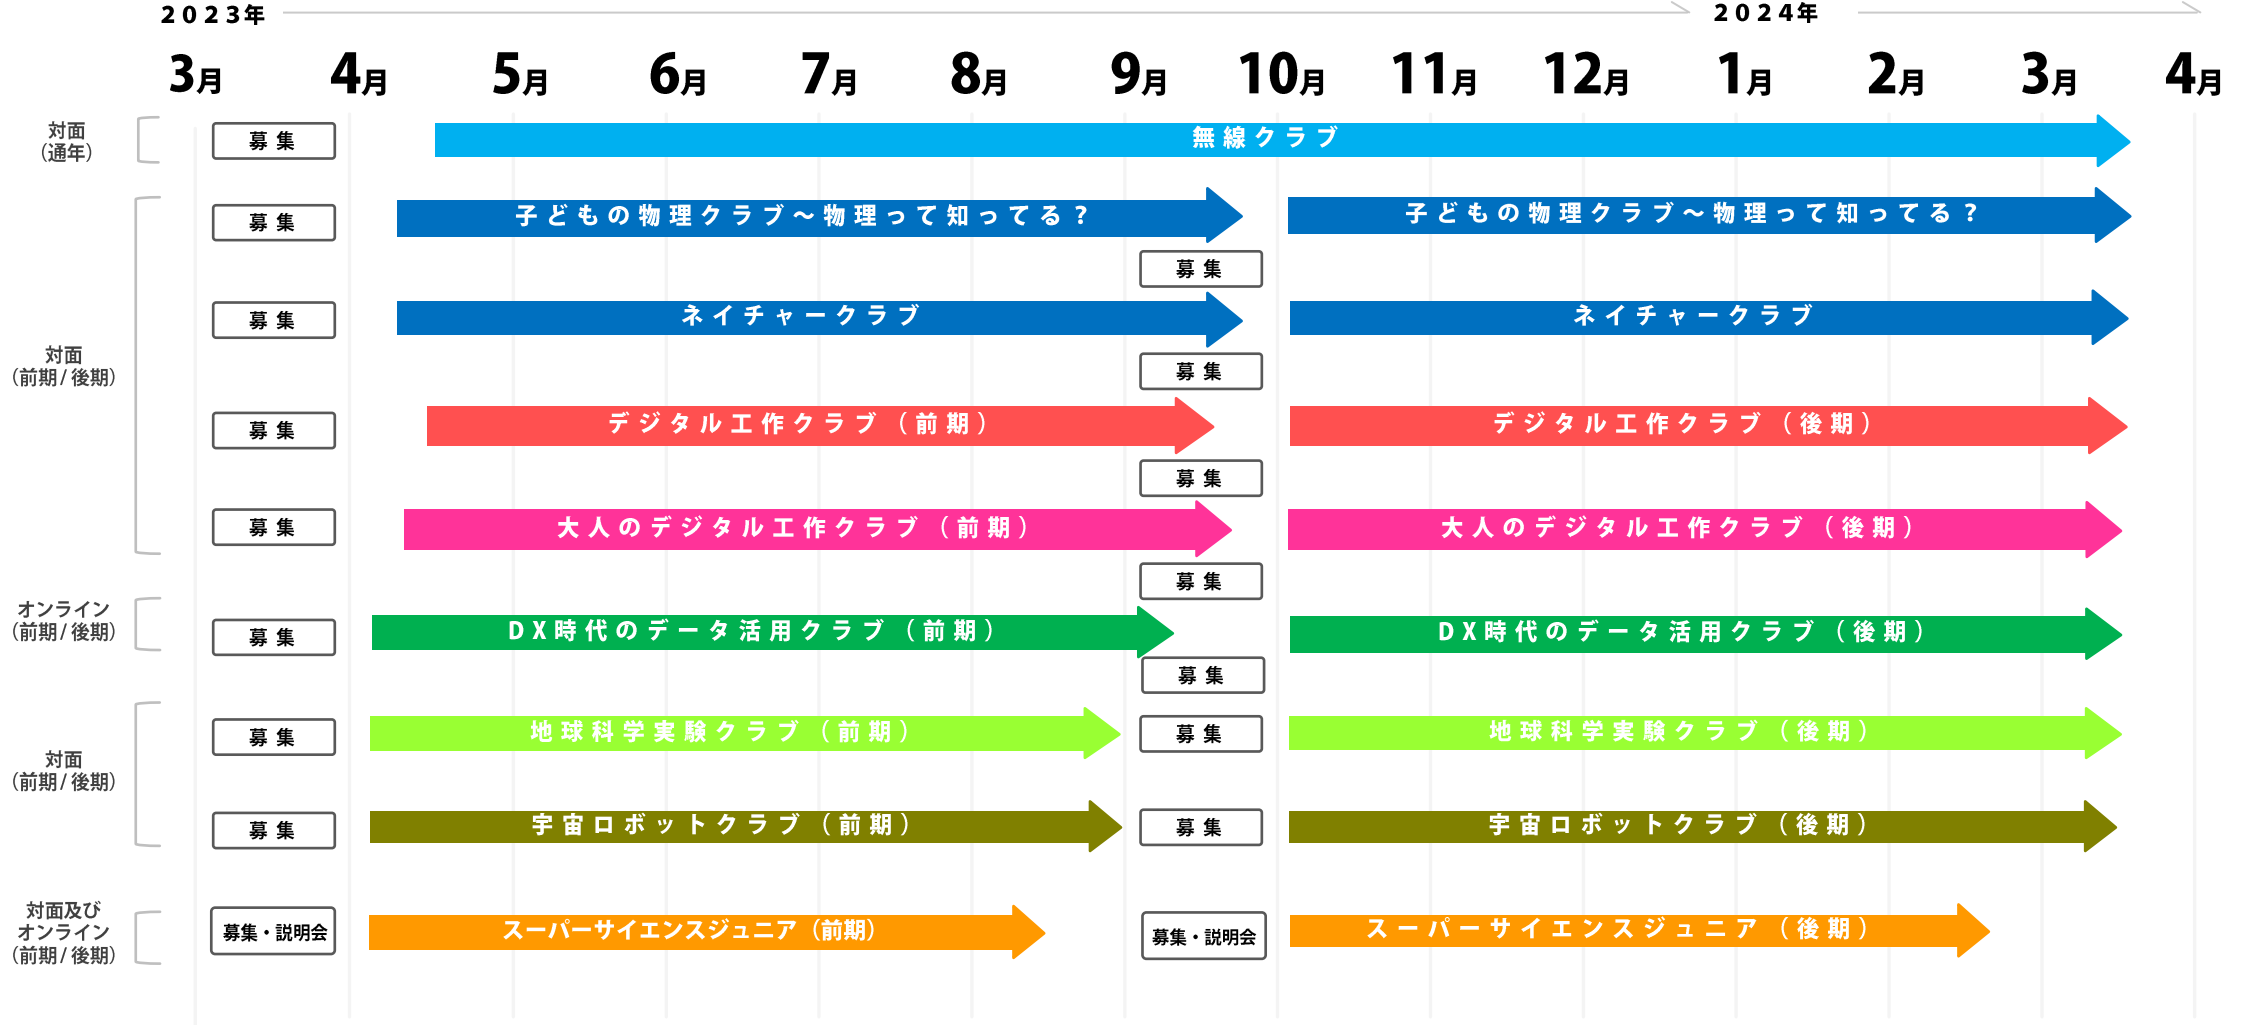 2023年
2024年
3月 4月 5月 6月 7月 8月 9月 10月 11月 12月 1月 2月 3月 4月
対面
（通年）
募集
無線クラブ
対面
（前期/後期）
募集
子どもの物理クラブ～物理って知ってる？
子どもの物理クラブ～物理って知ってる？
募集
募集
ネイチャークラブ
ネイチャークラブ
募集
募集
デジタル工作クラブ（前期）
デジタル工作クラブ（後期）
募集
募集
大人のデジタル工作クラブ（前期）
大人のデジタル工作クラブ（後期）
募集
オンライン
（前期/後期）
募集
DX時代のデータ活用クラブ（前期）
DX時代のデータ活用クラブ（後期）
募集
対面
（前期/後期）
募集
地球科学実験クラブ（前期）
募集
地球科学実験クラブ（後期）
募集
宇宙ロボットクラブ（前期）
募集
宇宙ロボットクラブ（後期）
対面及び
オンライン
（前期/後期）
募集・説明会
スーパーサイエンスジュニア（前期）
募集・説明会
スーパーサイエンスジュニア（後期）